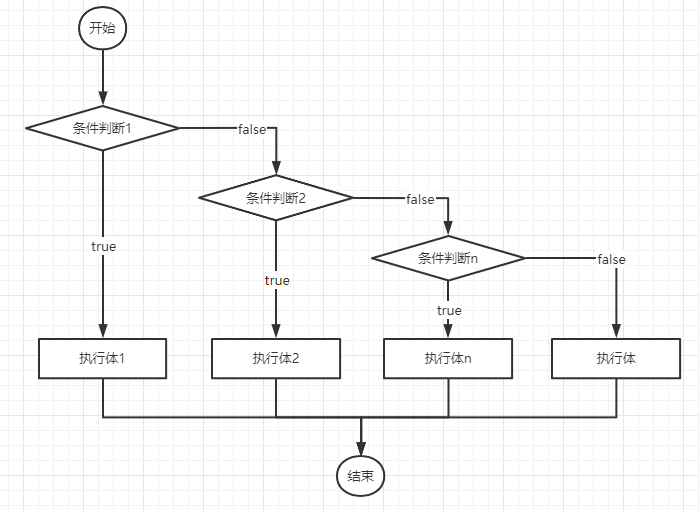 开始
条件判断1
false
条件判断2
false
true
条件判断n
false
true
true
执行体1
执行体2
执行体n
执行体
结束